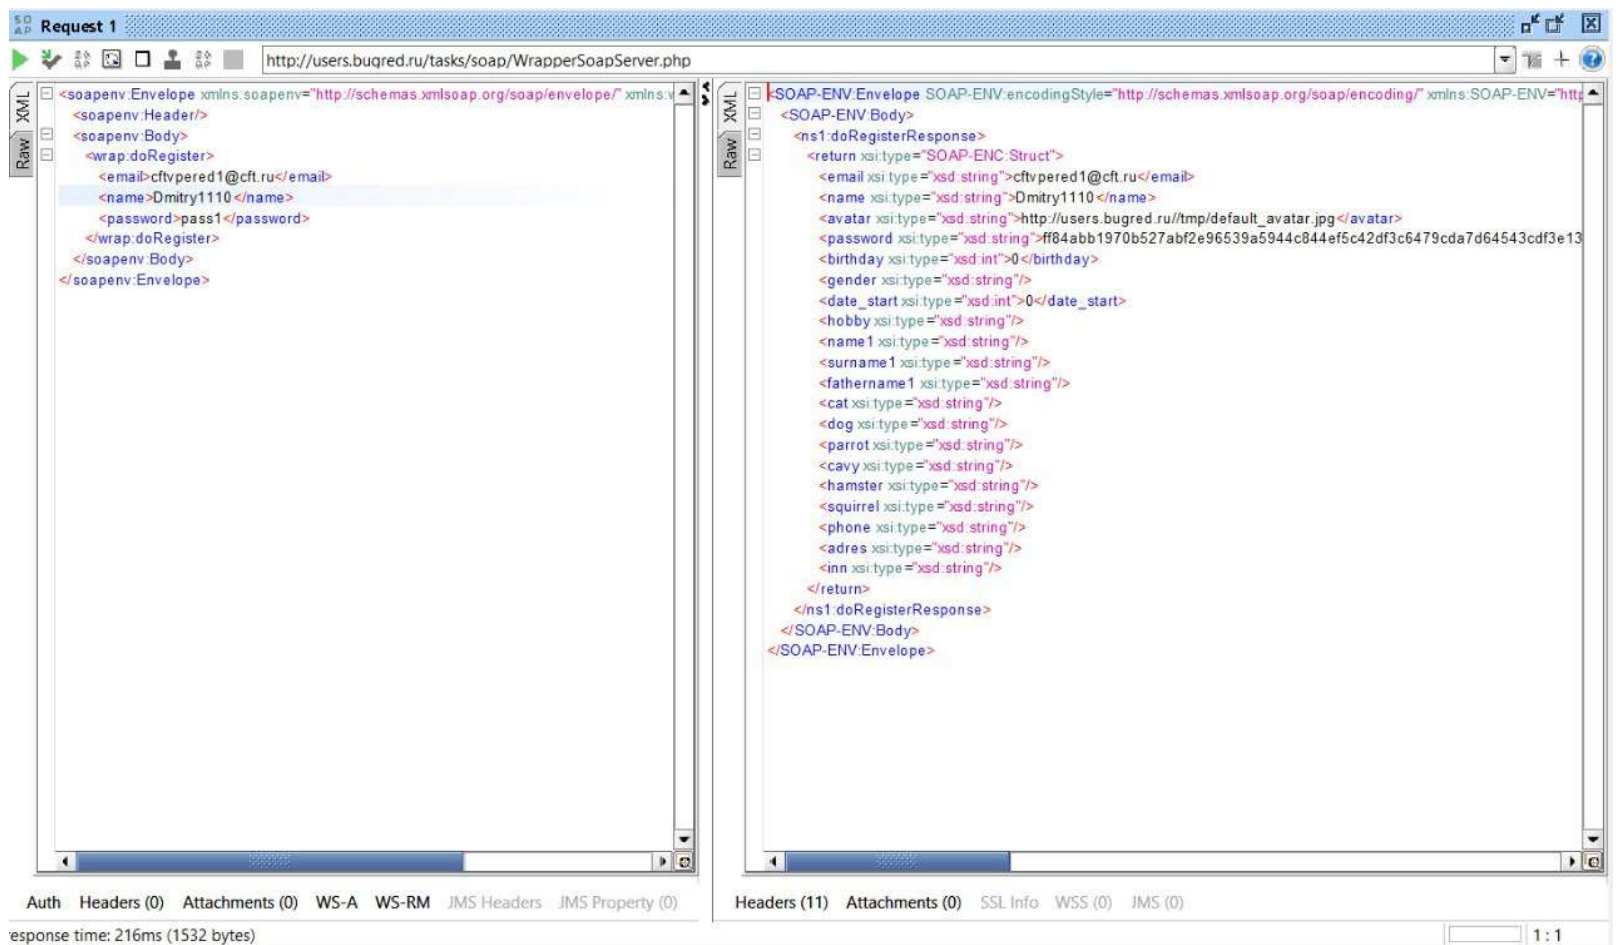 SO AP Request 1
http://users.bugred.ru/tasks/soap/WrapperSoapServer.php
XML
Raw
<soapenv:Envelope xmlns:soapenv="http://schemas.xmlsoap.org/soap/envelope/" xmlns:v
<soapenv:Header/>
<soapenv:Body>
<wrap:doRegister>
<email>cftvpered1@cft.ru</email>
<name>Dmitry1110</name>
<password>pass1</password>
</wrap:doRegister>
</soapenv:Body>
</soapenv:Envelope>
XML
Raw
<SOAP-ENV:Envelope SOAP-ENV:encodingStyle="http://schemas.xmlsoap.org/soap/encoding/" xmlns:SOAP-ENV="http
<SOAP-ENV:Body>
<ns1:doRegisterResponse>
<return xsi:type="SOAP-ENC:Struct">
<email xsi:type="xsd:string">cftvpered1@cft.ru</email>
<name xsi:type="xsd:string">Dmitry1110</name>
<avatar xsi:type="xsd:string">http://users.bugred.ru//tmp/default_avatar.jpg</avatar>
<password xsi:type="xsd:string">ff84abb1970b527abf2e96539a5944c844ef5c42df3c6479cda7d64543cdf3e13
<birthday xsi:type="xsd:int">0</birthday>
<gender xsi:type="xsd:string"/>
<date_start xsi:type="xsd:int">0</date_start>
<hobby xsi:type="xsd:string"/>
<name1 xsi:type="xsd:string"/>
<surname1 xsi:type="xsd:string"/>
<fathername1 xsi:type="xsd:string"/>
<cat xsi:type="xsd:string"/>
<dog xsi:type="xsd:string"/>
<parrot xsi:type="xsd:string"/>
<cavy xsi:type="xsd:string"/>
<hamster xsi:type="xsd:string"/>
<squirrel xsi:type="xsd:string"/>
<phone xsi:type="xsd:string"/>
<adres xsi:type="xsd:string"/>
<inn xsi:type="xsd:string"/>
</return>
</ns1:doRegisterResponse>
</SOAP-ENV:Body>
</SOAP-ENV:Envelope>
Auth Headers (0) Attachments (0) WS-A WS-RM JMS Headers JMS Property (0)
Headers (11) Attachments (0) SSL Info WSS (0) JMS (0)
esponse time: 216ms (1532 bytes)
1 : 1